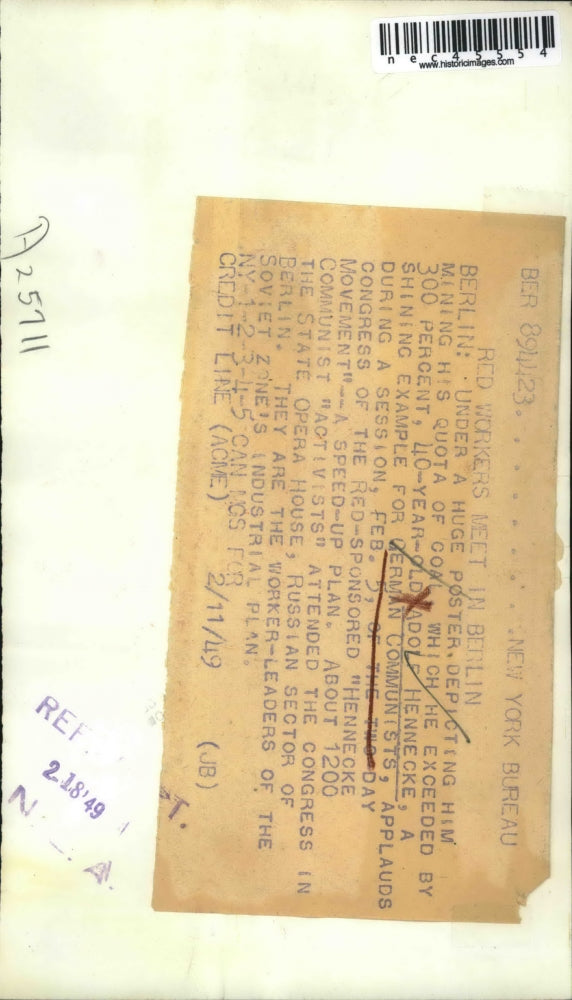 nec45554
www.historicimages.com
A) 25711
BER 894423. . . . . . . . . . . NEW YORK BUREAU
RED WORKERS MEET IN BERLIN
BERLIN: UNDER A HUGE POSTER DEPICTING HIM
MINING HIS QUOTA OF COAL WHICH HE EXCEEDED BY
300 PERCENT, 40-YEAR-OLD ADOLF HENNECKE, A
SHINING EXAMPLE FOR GERMAN COMMUNISTS, APPLAUDS
DURING A SESSION, FEB. 5, OF THE TWO-DAY
CONGRESS OF THE RED-SPONSORED "HENNECKE
MOVEMENT"--A SPEED-UP PLAN. ABOUT 1200
COMMUNIST "ACTIVISTS" ATTENDED THE CONGRESS IN
THE STATE OPERA HOUSE, RUSSIAN SECTOR OF
BERLIN. THEY ARE THE WORKER-LEADERS OF THE
SOVIET ZONE'S INDUSTRIAL PLAN.
NY-1-2-3-4-5 CAN NGS FOR
CREDIT LINE (ACME) 2/11/49 (JB)
REF. T.
2.18'49
N. A.